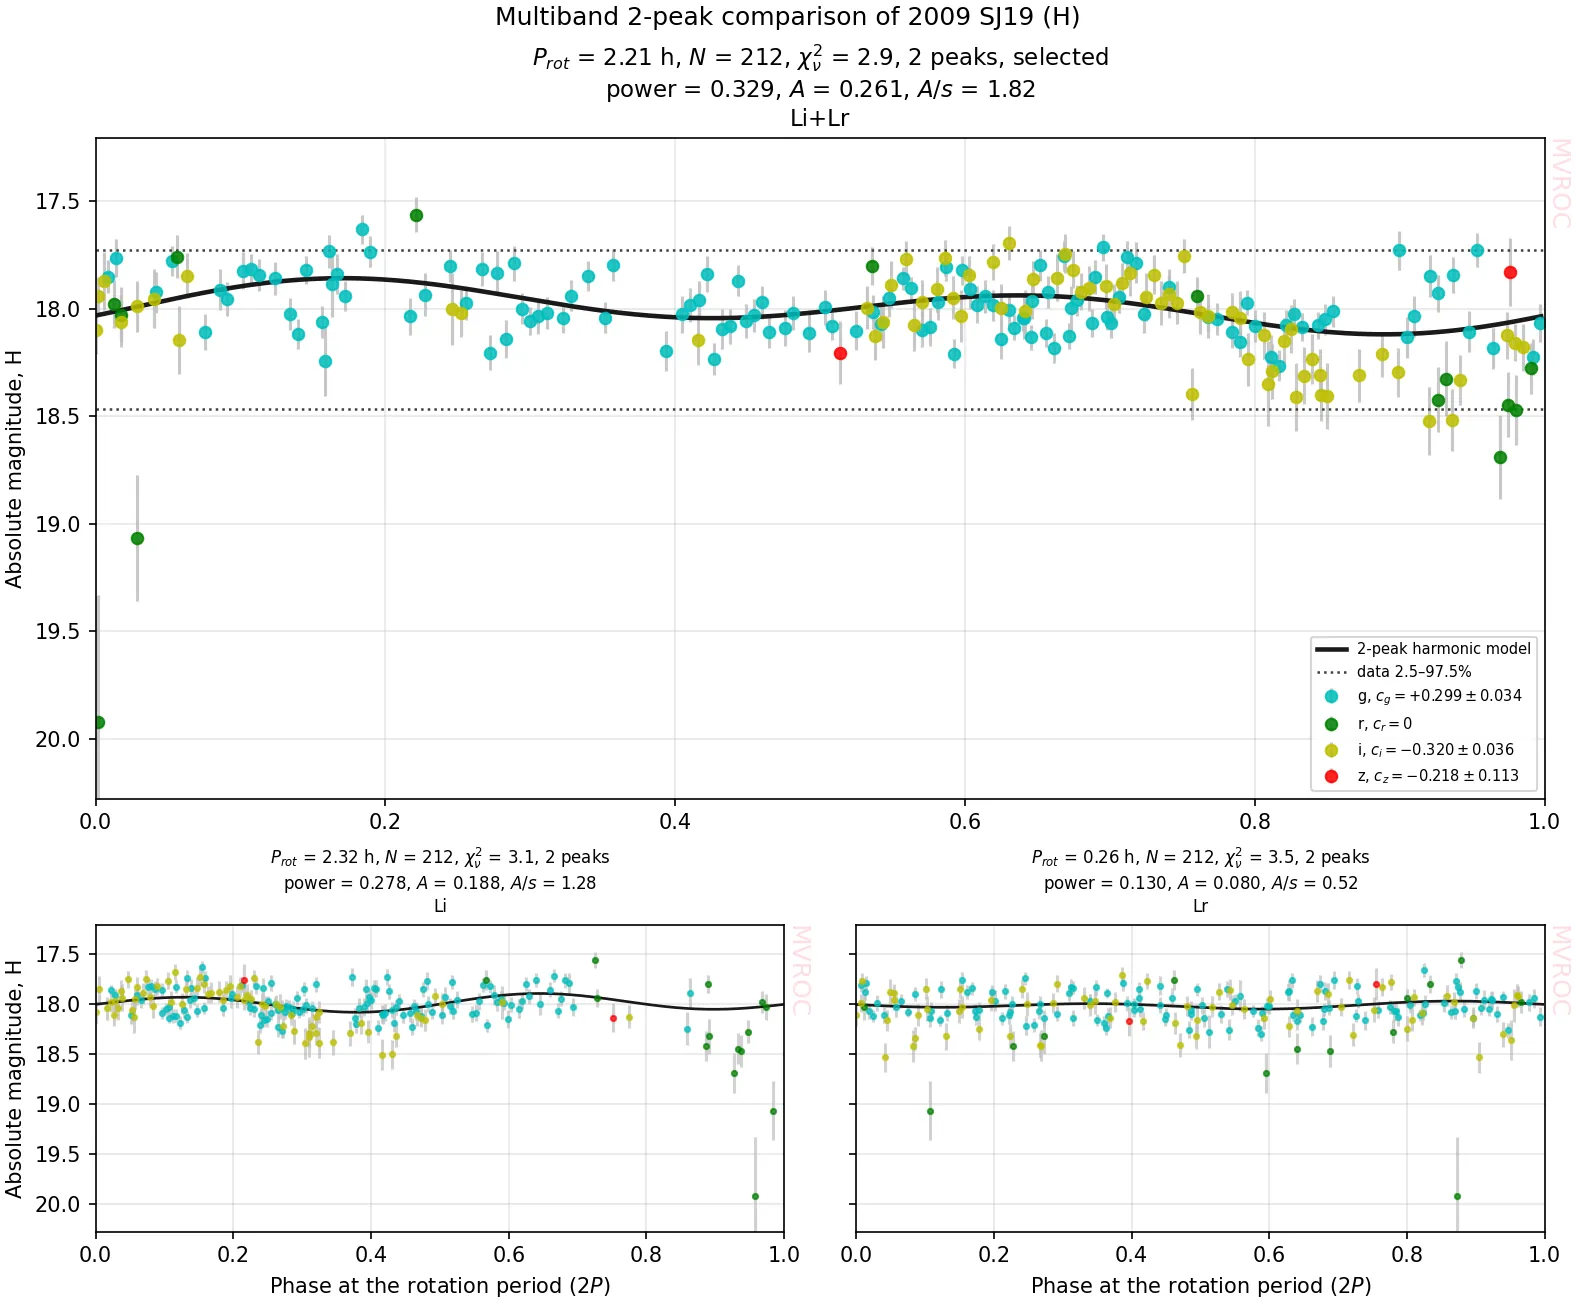 Multiband 2-peak comparison of 2009 SJ19 (H)
P_rot = 2.21 h, N = 212, χ²_ν = 2.9, 2 peaks, selected
power = 0.329, A = 0.261, A/s = 1.82
Li+Lr
MVROC
Absolute magnitude, H
17.5
18.0
18.5
19.0
19.5
20.0
2-peak harmonic model
data 2.5–97.5%
g, c_g = +0.299 ± 0.034
r, c_r = 0
i, c_i = −0.320 ± 0.036
z, c_z = −0.218 ± 0.113
0.0 0.2 0.4 0.6 0.8 1.0
P_rot = 2.32 h, N = 212, χ²_ν = 3.1, 2 peaks
power = 0.278, A = 0.188, A/s = 1.28
Li
MVROC
Absolute magnitude, H
17.5
18.0
18.5
19.0
19.5
20.0
0.0 0.2 0.4 0.6 0.8 1.0
Phase at the rotation period (2P)
P_rot = 0.26 h, N = 212, χ²_ν = 3.5, 2 peaks
power = 0.130, A = 0.080, A/s = 0.52
Lr
MVROC
0.0 0.2 0.4 0.6 0.8 1.0
Phase at the rotation period (2P)